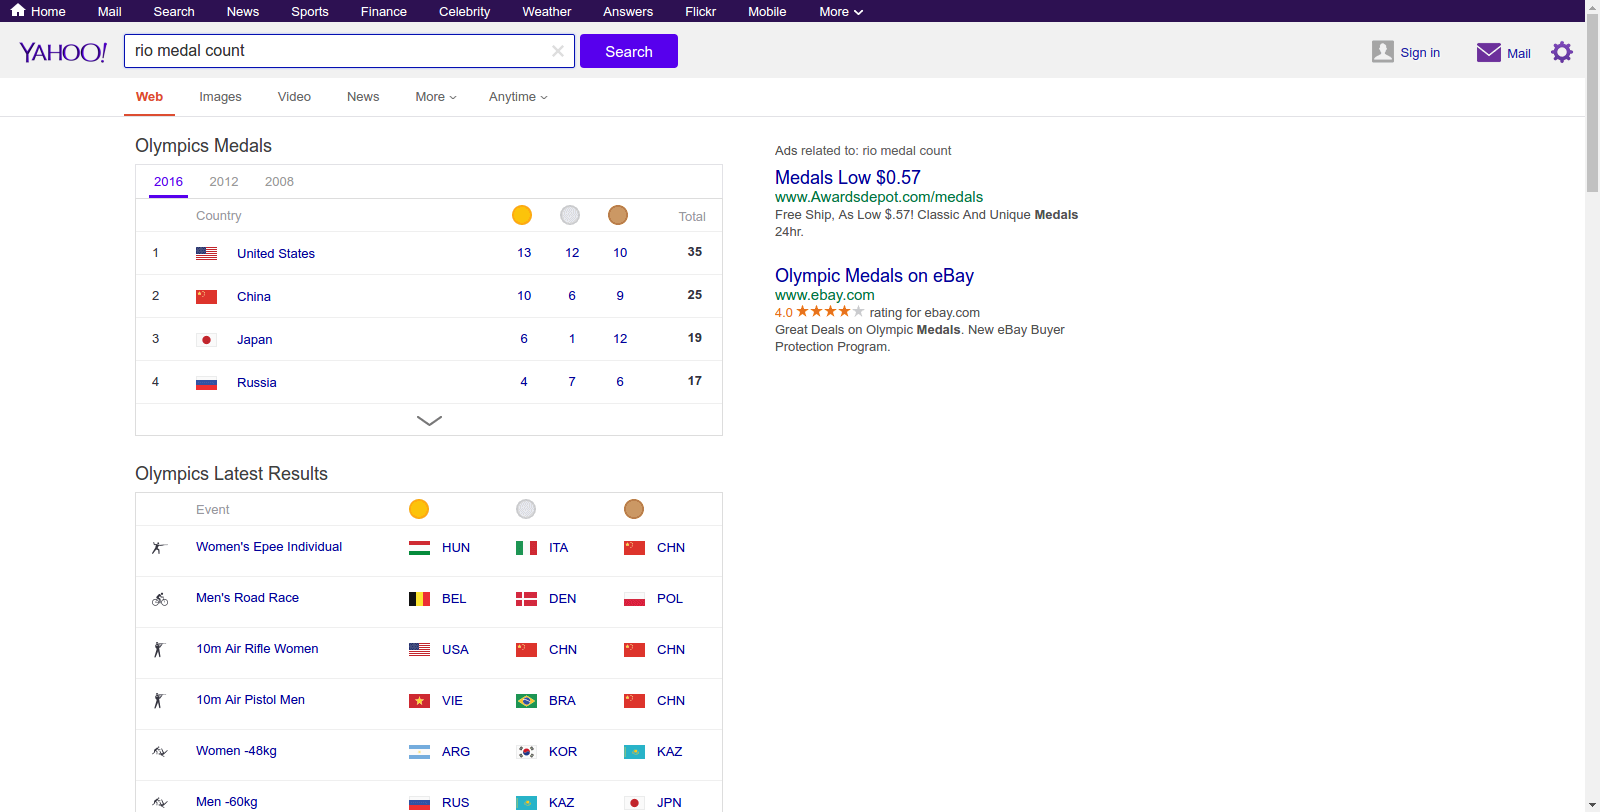 Home Mail Search News Sports Finance Celebrity Weather Answers Flickr Mobile More
YAHOO! rio medal count Search Sign in Mail
Web Images Video News More Anytime
Olympics Medals
2016 2012 2008
Country Total
1 United States 13 12 10 35
2 China 10 6 9 25
3 Japan 6 1 12 19
4 Russia 4 7 6 17
Olympics Latest Results
Event
Women's Epee Individual HUN ITA CHN
Men's Road Race BEL DEN POL
10m Air Rifle Women USA CHN CHN
10m Air Pistol Men VIE BRA CHN
Women -48kg ARG KOR KAZ
Men -60kg RUS KAZ JPN
Ads related to: rio medal count
Medals Low $0.57
www.Awardsdepot.com/medals
Free Ship, As Low $.57! Classic And Unique Medals
24hr.
Olympic Medals on eBay
www.ebay.com
4.0 rating for ebay.com
Great Deals on Olympic Medals. New eBay Buyer
Protection Program.